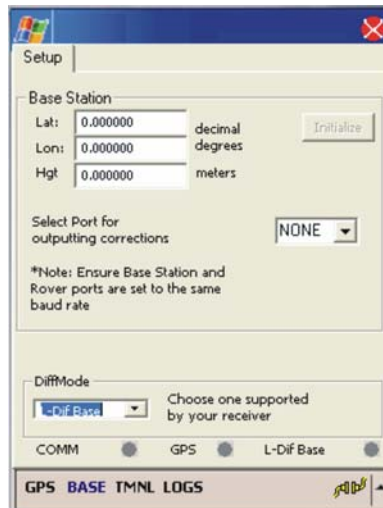 Setup
Base Station
Lat: 0.000000
decimal
Lon: 0.000000
degrees
Hgt 0.000000
meters
Initialize
Select Port for
outputting corrections
NONE
*Note: Ensure Base Station and
Rover ports are set to the same
baud rate
DiffMode
L-Dif Base
Choose one supported
by your receiver
COMM GPS L-Dif Base
GPS BASE TMNL LOGS